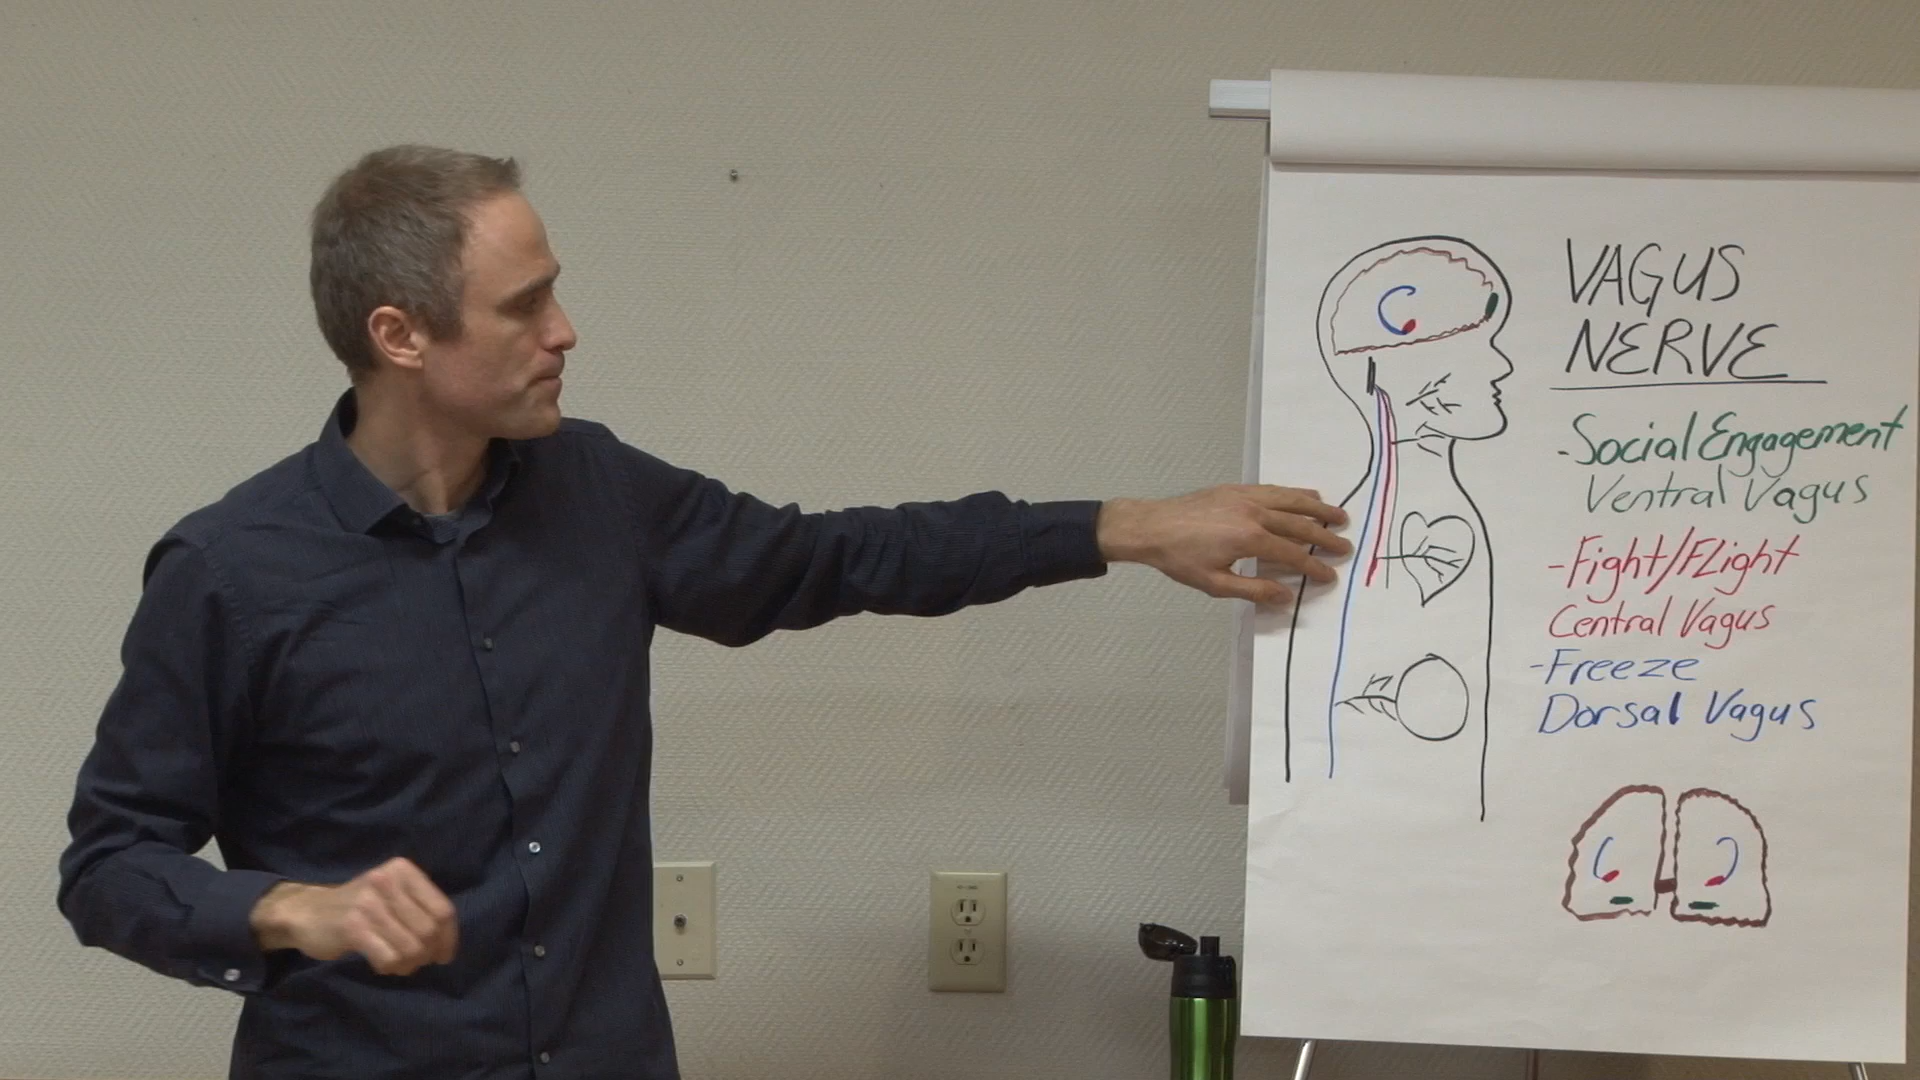 VAGUS
NERVE
- Social Engagement
Ventral Vagus
- Fight/FLight
Central Vagus
- Freeze
Dorsal Vagus